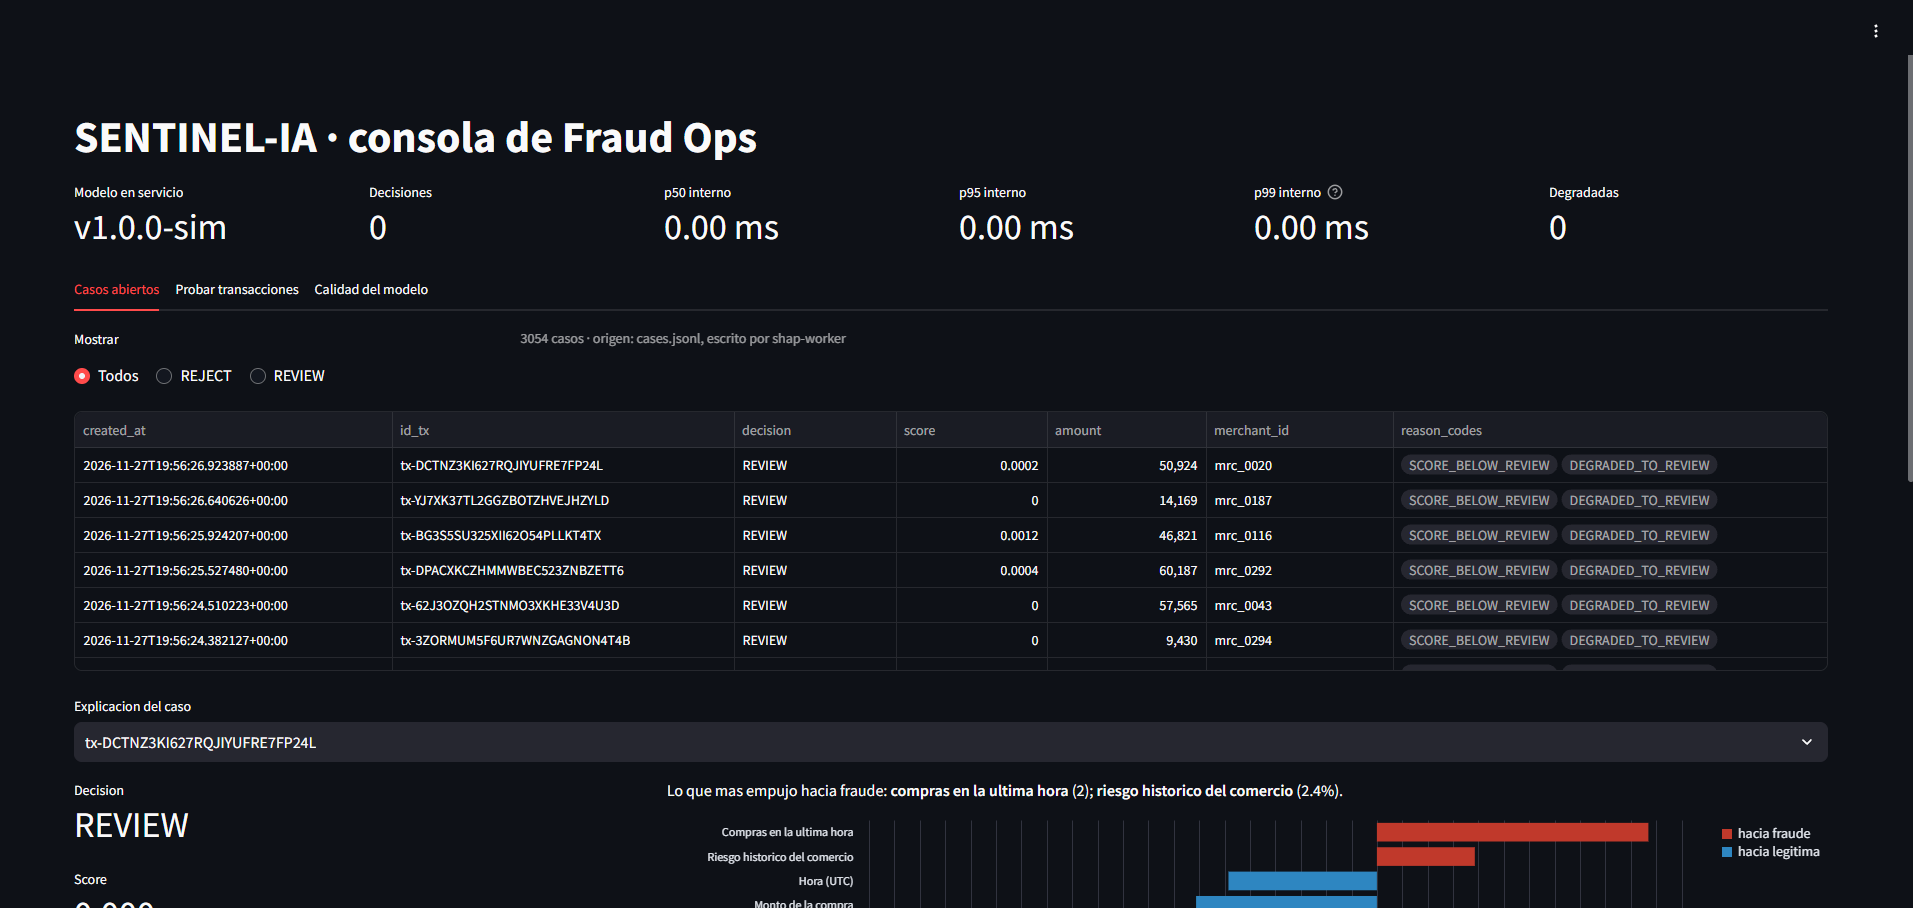 SENTINEL-IA · consola de Fraud Ops
Modelo en servicio Decisiones p50 interno p95 interno p99 interno Degradadas
v1.0.0-sim 0 0.00 ms 0.00 ms 0.00 ms 0
Casos abiertos Probar transacciones Calidad del modelo
Mostrar 3054 casos · origen: cases.jsonl, escrito por shap-worker
Todos REJECT REVIEW
created_at id_tx decision score amount merchant_id reason_codes
2026-11-27T19:56:26.923887+00:00 tx-DCTNZ3KI627RQJIYUFRE7FP24L REVIEW 0.0002 50,924 mrc_0020 SCORE_BELOW_REVIEW DEGRADED_TO_REVIEW
2026-11-27T19:56:26.640626+00:00 tx-YJ7XK37TL2GGZBOTZHVEJHZYLD REVIEW 0 14,169 mrc_0187 SCORE_BELOW_REVIEW DEGRADED_TO_REVIEW
2026-11-27T19:56:25.924207+00:00 tx-BG3S5SU325XII62O54PLLKT4TX REVIEW 0.0012 46,821 mrc_0116 SCORE_BELOW_REVIEW DEGRADED_TO_REVIEW
2026-11-27T19:56:25.527480+00:00 tx-DPACXKCZHMMWBEC523ZNBZETT6 REVIEW 0.0004 60,187 mrc_0292 SCORE_BELOW_REVIEW DEGRADED_TO_REVIEW
2026-11-27T19:56:24.510223+00:00 tx-62J3OZQH2STNMO3XKHE33V4U3D REVIEW 0 57,565 mrc_0043 SCORE_BELOW_REVIEW DEGRADED_TO_REVIEW
2026-11-27T19:56:24.382127+00:00 tx-3ZORMUM5F6UR7WNZGAGNON4T4B REVIEW 0 9,430 mrc_0294 SCORE_BELOW_REVIEW DEGRADED_TO_REVIEW
Explicacion del caso
tx-DCTNZ3KI627RQJIYUFRE7FP24L
Decision
REVIEW
Score
Lo que mas empujo hacia fraude: compras en la ultima hora (2); riesgo historico del comercio (2.4%).
Compras en la ultima hora
Riesgo historico del comercio
Hora (UTC)
Monto de la compra
hacia fraude
hacia legitima